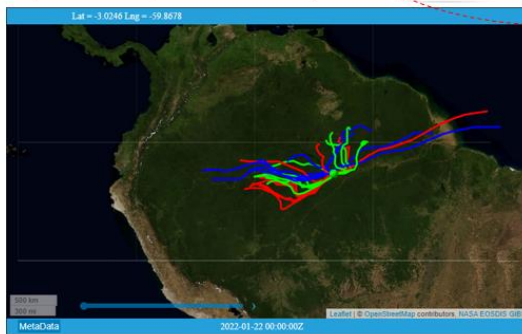 Lat = -3.0246 Lng = -59.8678
500 km
300 mi
Leaflet | © OpenStreetMap contributors, NASA EOSDIS GIB
MetaData
2022-01-22 00:00:00Z